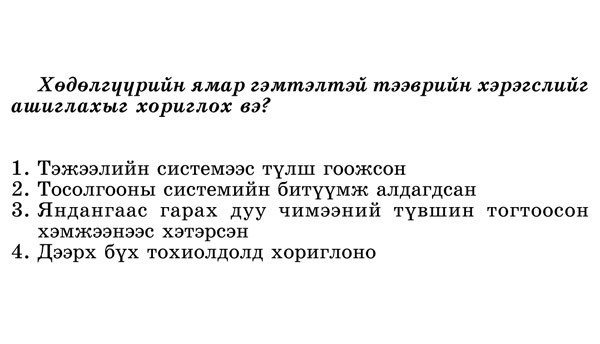 Хөдөлгүүрийн ямар гэмтэлтэй тээврийн хэрэгслийг
ашиглахыг хориглох вэ?
1. Тэжээлийн системээс түлш гоожсон
2. Тосолгооны системийн битүүмж алдагдсан
3. Яндангаас гарах дуу чимээний түвшин тогтоосон
хэмжээнээс хэтэрсэн
4. Дээрх бүх тохиолдолд хориглоно